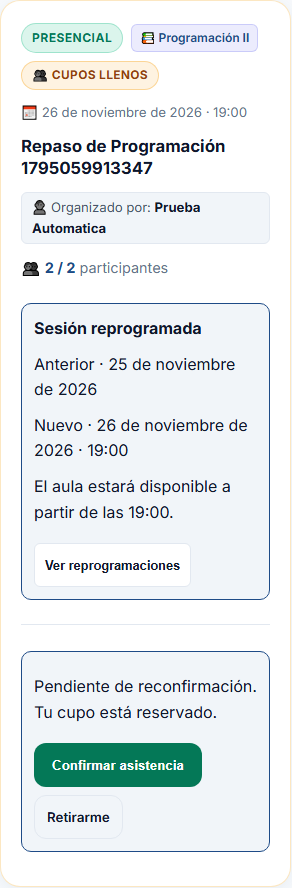 PRESENCIAL Programación II
CUPOS LLENOS
26 de noviembre de 2026 · 19:00
Repaso de Programación
1795059913347
Organizado por: Prueba
Automatica
2 / 2 participantes
Sesión reprogramada
Anterior · 25 de noviembre
de 2026
Nuevo · 26 de noviembre de
2026 · 19:00
El aula estará disponible a
partir de las 19:00.
Ver reprogramaciones
Pendiente de reconfirmación.
Tu cupo está reservado.
Confirmar asistencia
Retirarme